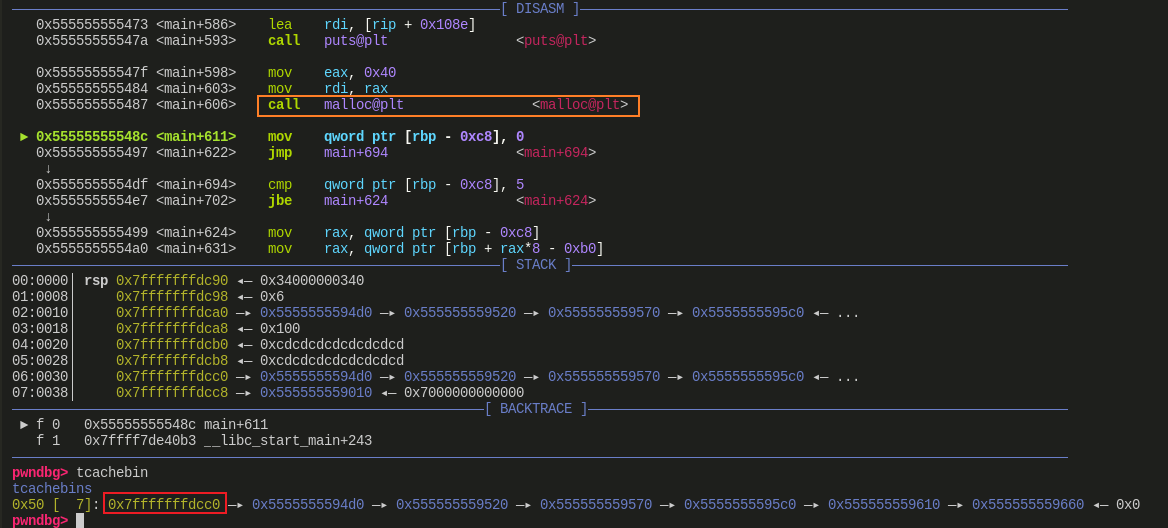 [ DISASM ]
0x555555555473 <main+586> lea rdi, [rip + 0x108e]
0x55555555547a <main+593> call puts@plt <puts@plt>
0x55555555547f <main+598> mov eax, 0x40
0x555555555484 <main+603> mov rdi, rax
0x555555555487 <main+606> call malloc@plt <malloc@plt>
► 0x55555555548c <main+611> mov qword ptr [rbp - 0xc8], 0
0x555555555497 <main+622> jmp main+694 <main+694>
↓
0x5555555554df <main+694> cmp qword ptr [rbp - 0xc8], 5
0x5555555554e7 <main+702> jbe main+624 <main+624>
↓
0x555555555499 <main+624> mov rax, qword ptr [rbp - 0xc8]
0x5555555554a0 <main+631> mov rax, qword ptr [rbp + rax*8 - 0xb0]
[ STACK ]
00:0000│ rsp 0x7fffffffdc90 ◂— 0x34000000340
01:0008│ 0x7fffffffdc98 ◂— 0x6
02:0010│ 0x7fffffffdca0 —▸ 0x5555555594d0 —▸ 0x555555559520 —▸ 0x555555559570 —▸ 0x5555555595c0 ◂— ...
03:0018│ 0x7fffffffdca8 ◂— 0x100
04:0020│ 0x7fffffffdcb0 ◂— 0xcdcdcdcdcdcdcdcd
05:0028│ 0x7fffffffdcb8 ◂— 0xcdcdcdcdcdcdcdcd
06:0030│ 0x7fffffffdcc0 —▸ 0x5555555594d0 —▸ 0x555555559520 —▸ 0x555555559570 —▸ 0x5555555595c0 ◂— ...
07:0038│ 0x7fffffffdcc8 —▸ 0x555555559010 ◂— 0x7000000000000
[ BACKTRACE ]
► f 0 0x55555555548c main+611
f 1 0x7ffff7de40b3 __libc_start_main+243
pwndbg> tcachebin
tcachebins
0x50 [ 7]: 0x7fffffffdcc0 —▸ 0x5555555594d0 —▸ 0x555555559520 —▸ 0x555555559570 —▸ 0x5555555595c0 —▸ 0x555555559610 —▸ 0x555555559660 ◂— 0x0
pwndbg>